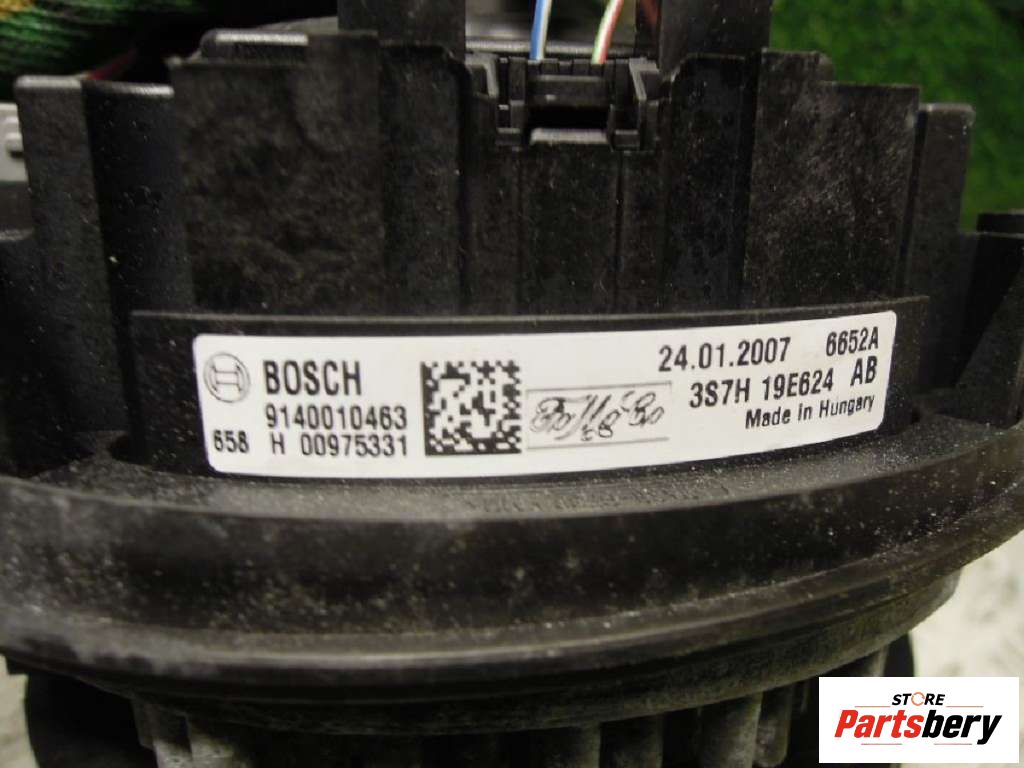 BOSCH
9140010463
658 H 00975331
24.01.2007 6652A
3S7H 19E624 AB
Made in Hungary
STORE
Partsbery